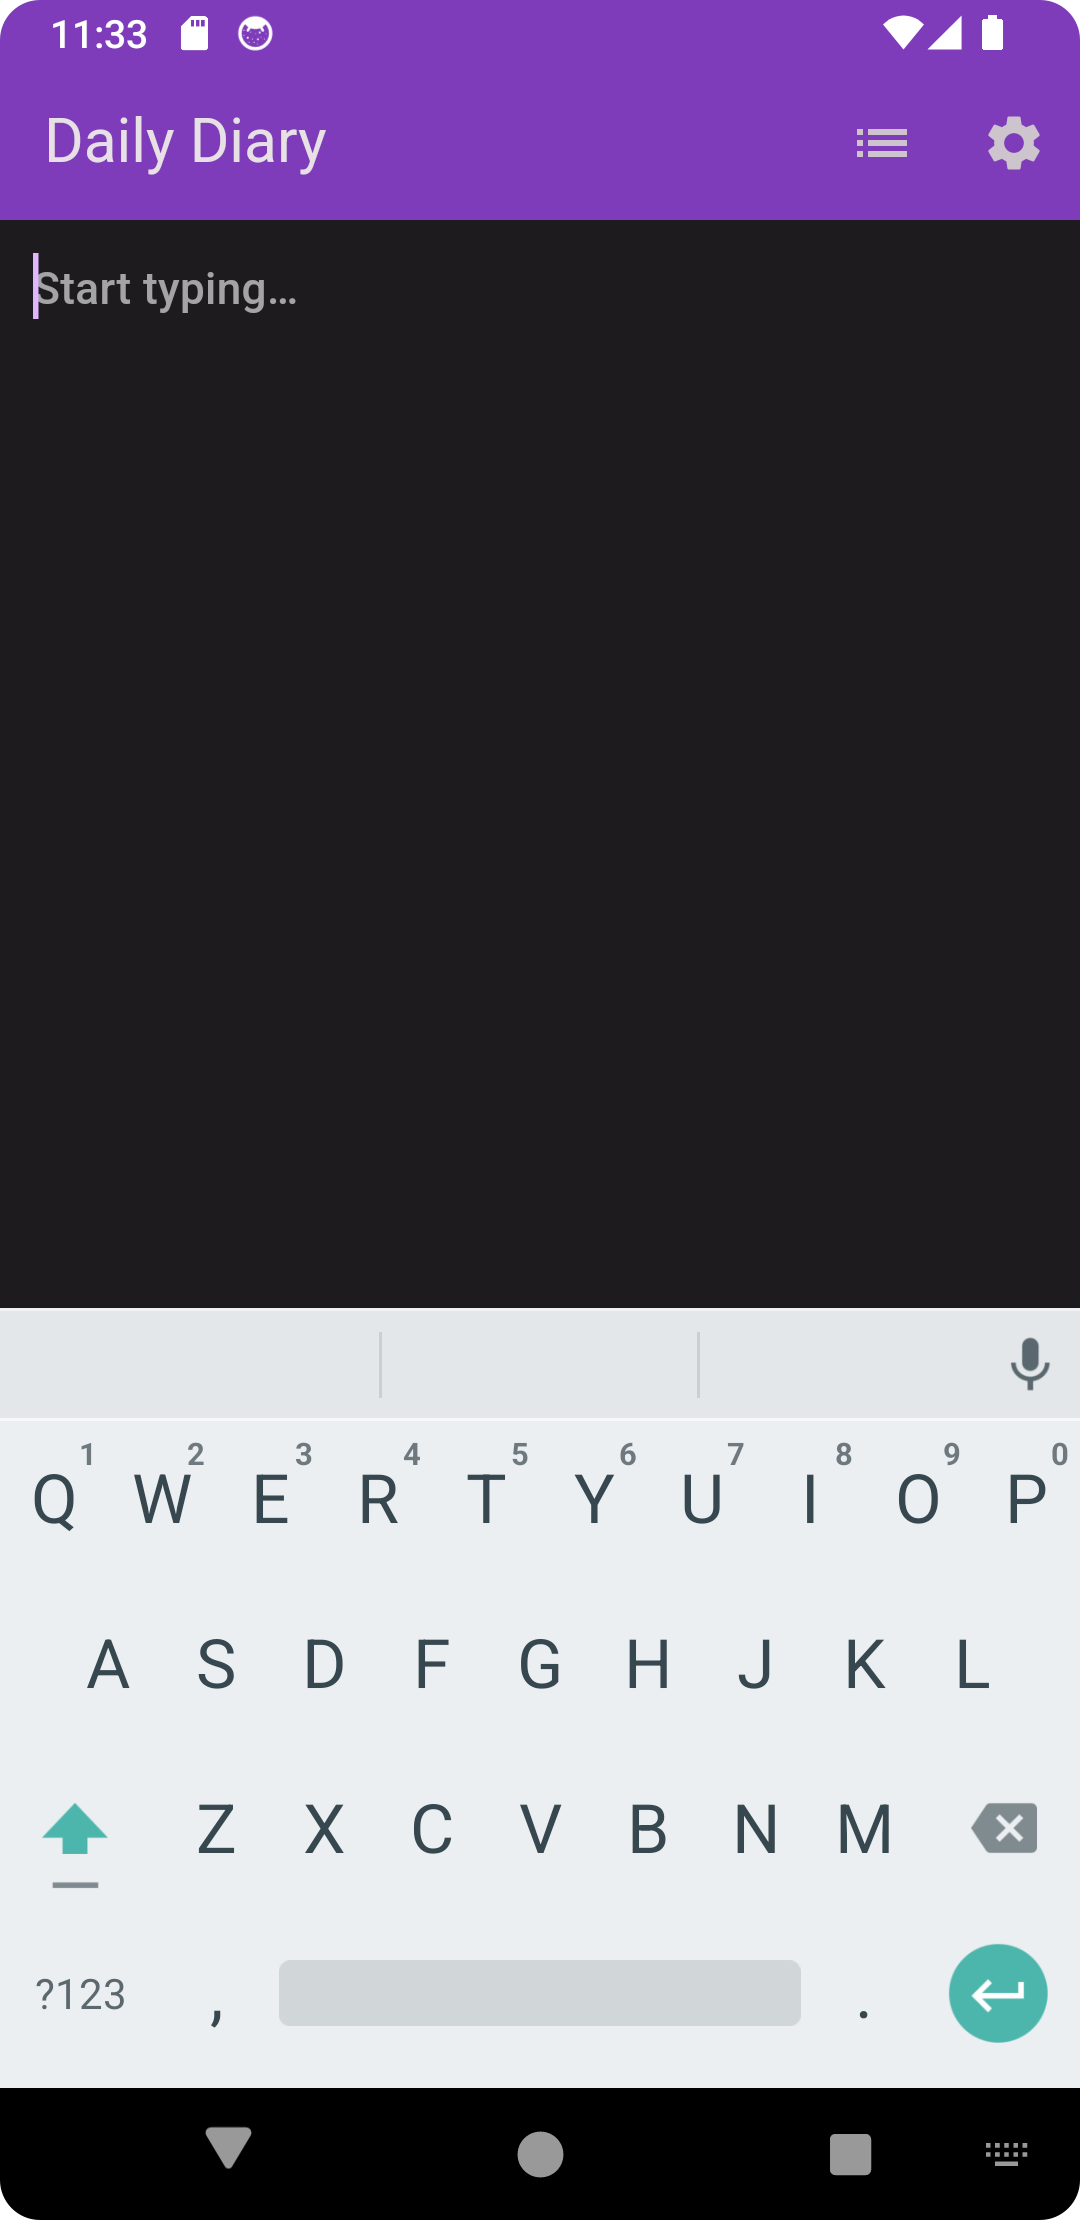 11:33
Daily Diary
Start typing…
1 2 3 4 5 6 7 8 9 0
Q W E R T Y U I O P
A S D F G H J K L
Z X C V B N M
?123 , .